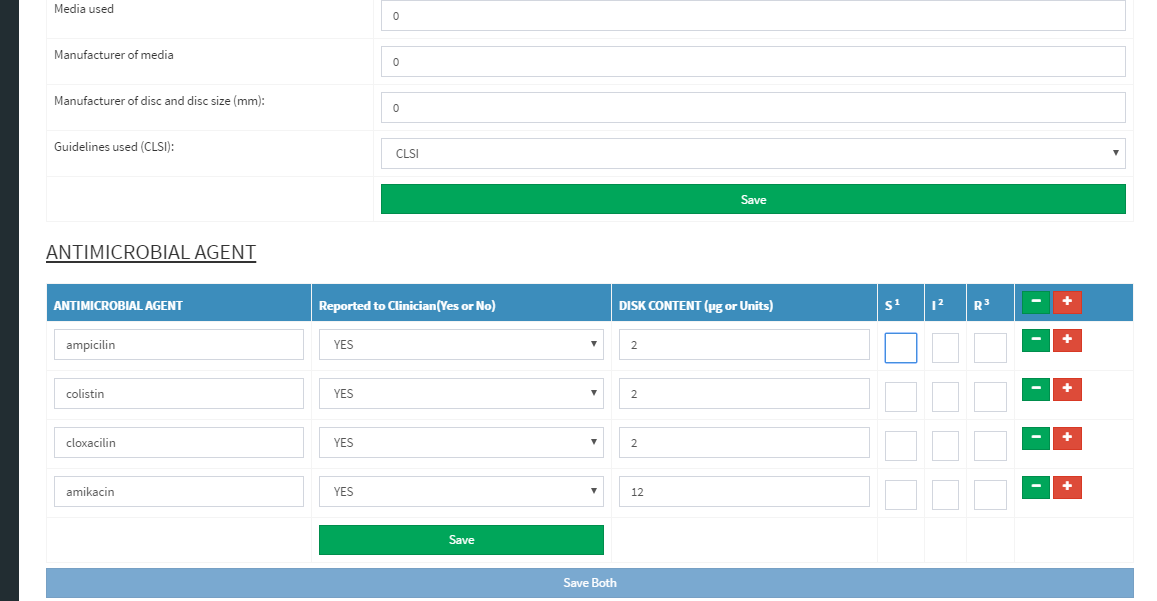 Media used
0
Manufacturer of media
0
Manufacturer of disc and disc size (mm):
0
Guidelines used (CLSI):
CLSI
Save
ANTIMICROBIAL AGENT
ANTIMICROBIAL AGENT Reported to Clinician(Yes or No) DISK CONTENT (µg or Units) S 1 I 2 R 3 − +
ampicilin YES 2 − +
colistin YES 2 − +
cloxacilin YES 2 − +
amikacin YES 12 − +
Save
Save Both